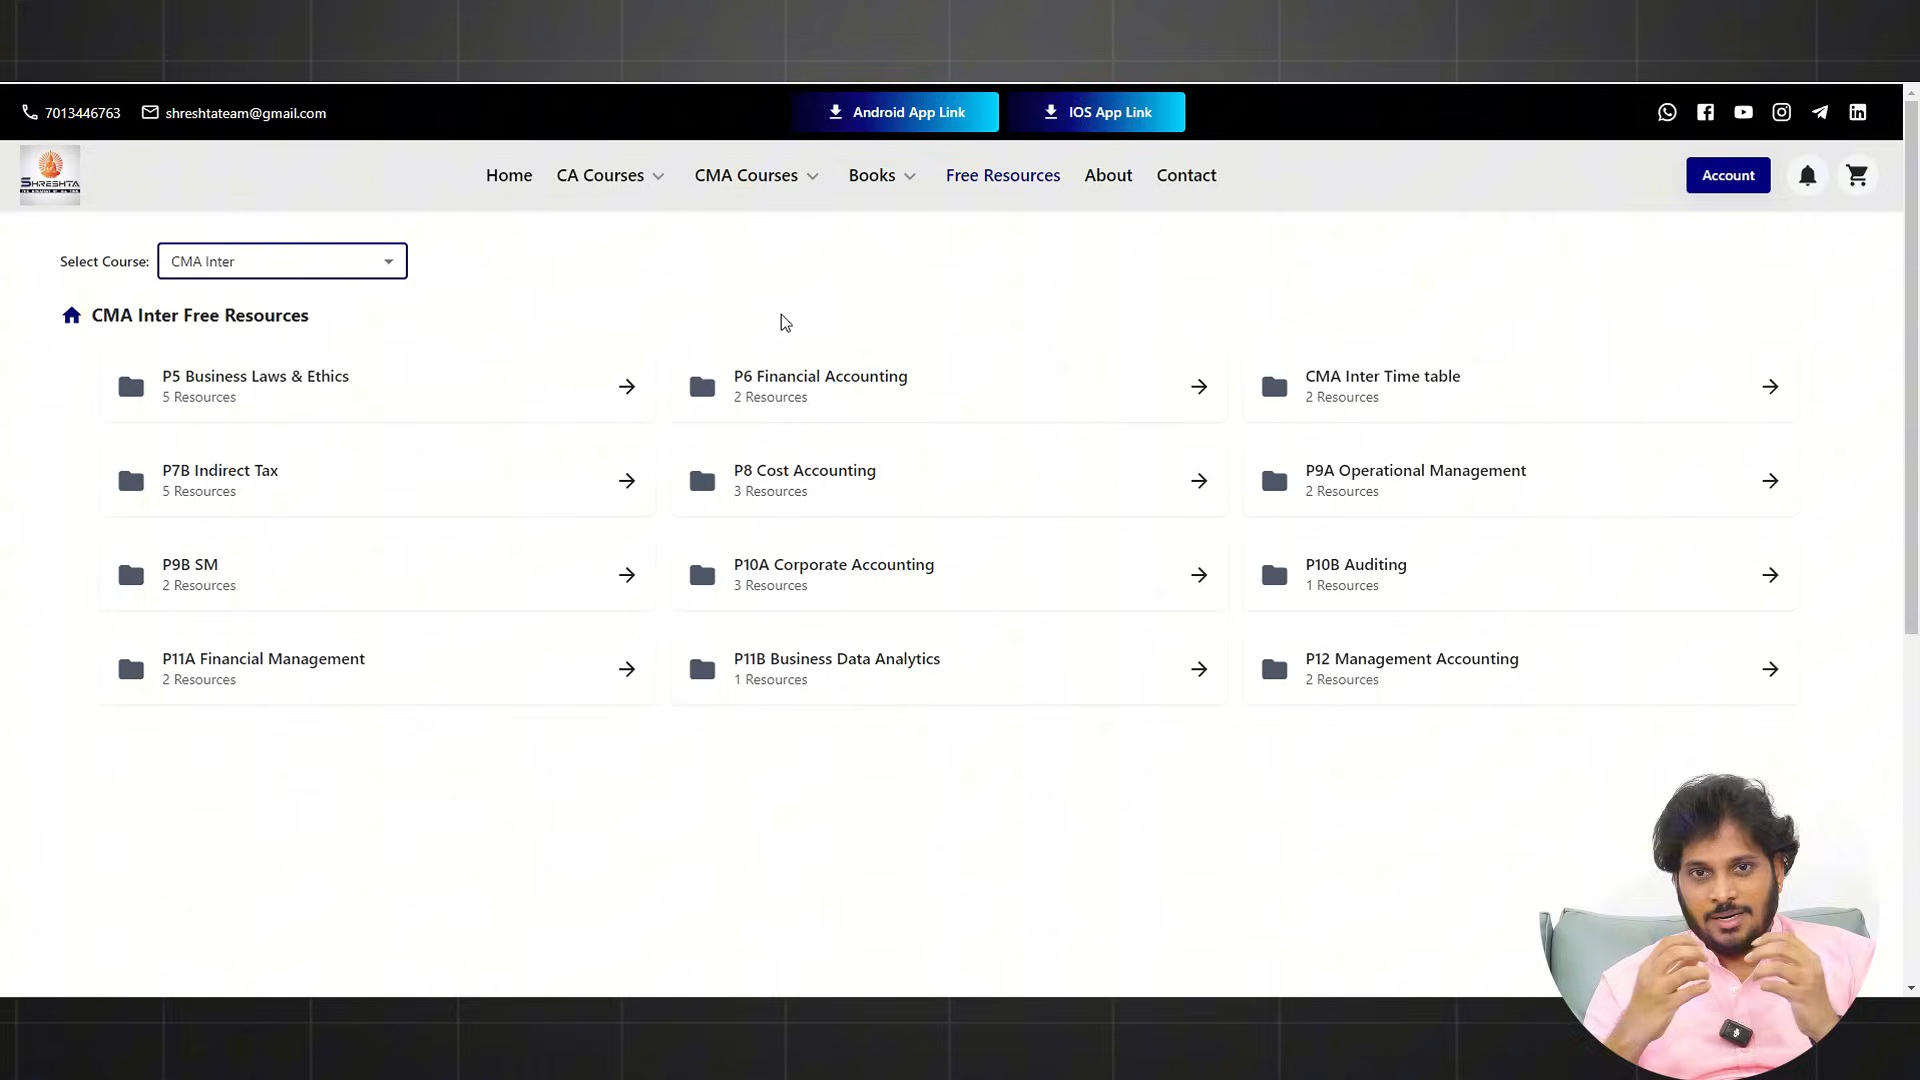 7013446763
shreshtateam@gmail.com
Android App Link
IOS App Link
SHRESHTA
Home
CA Courses
CMA Courses
Books
Free Resources
About
Contact
Account
Select Course:
CMA Inter
CMA Inter Free Resources
P5 Business Laws & Ethics
5 Resources
P6 Financial Accounting
2 Resources
CMA Inter Time table
2 Resources
P7B Indirect Tax
5 Resources
P8 Cost Accounting
3 Resources
P9A Operational Management
2 Resources
P9B SM
2 Resources
P10A Corporate Accounting
3 Resources
P10B Auditing
1 Resources
P11A Financial Management
2 Resources
P11B Business Data Analytics
1 Resources
P12 Management Accounting
2 Resources